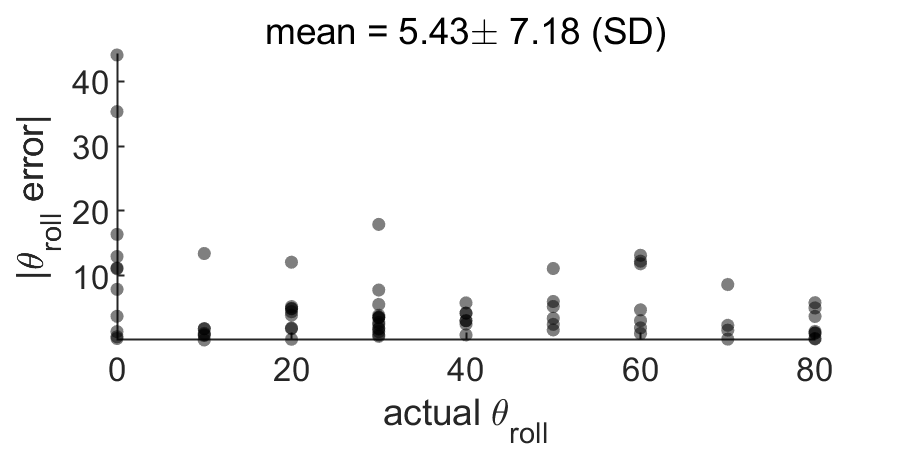 mean = 5.43± 7.18 (SD)
|θroll error|
40
30
20
10
0 20 40 60 80
actual θroll